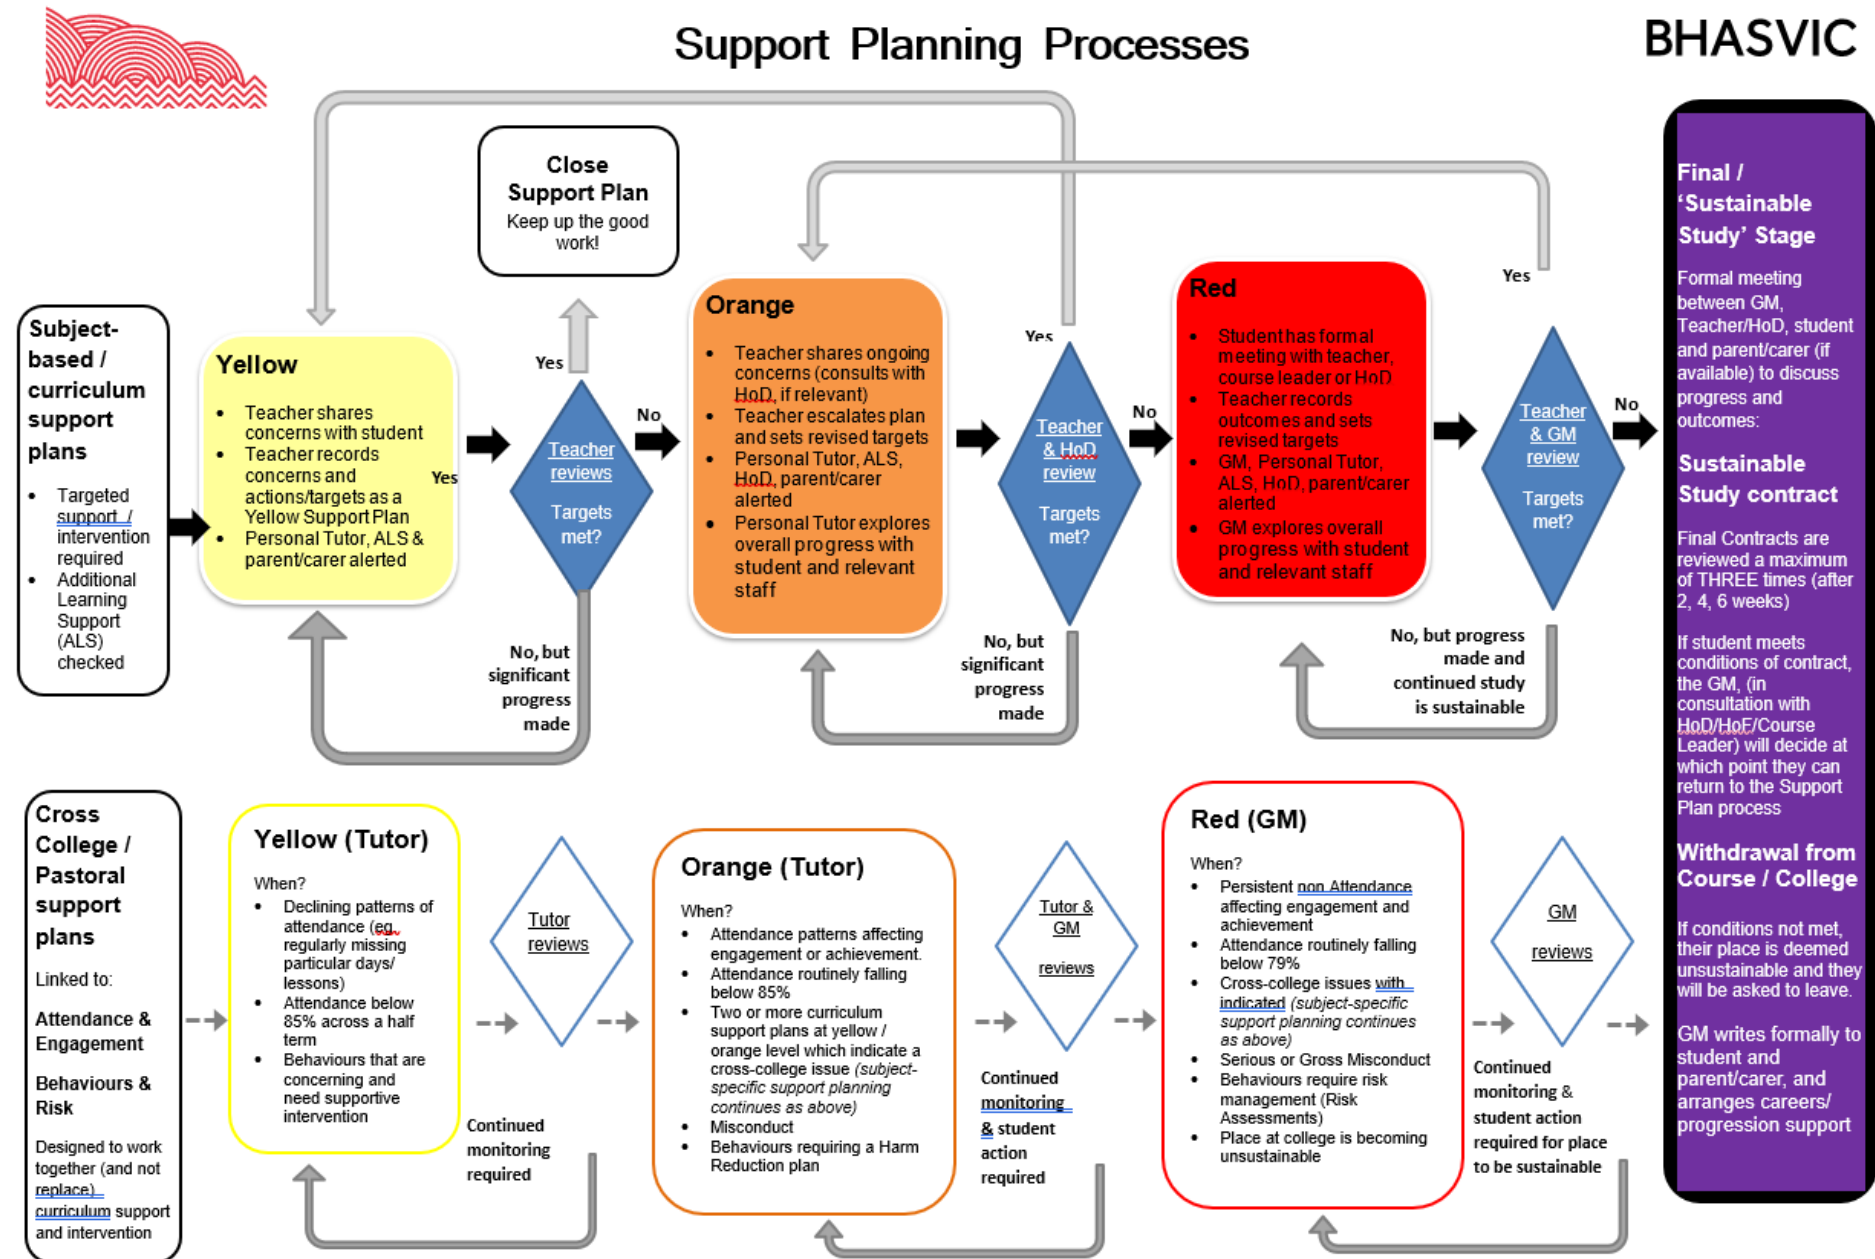 Support Planning Processes
BHASVIC
Subject-
based /
curriculum
support
plans
• Targeted
support /
intervention
required
• Additional
Learning
Support
(ALS)
checked
Yellow
• Teacher shares
concerns with student
• Teacher records
concerns and
actions/targets as a
Yellow Support Plan
• Personal Tutor, ALS &
parent/carer alerted
Yes
Close
Support Plan
Keep up the good
work!
Yes
Teacher
reviews
Targets
met?
No
No, but
significant
progress
made
Orange
• Teacher shares ongoing
concerns (consults with
HoD, if relevant)
• Teacher escalates plan
and sets revised targets
• Personal Tutor, ALS,
HoD, parent/carer
alerted
• Personal Tutor explores
overall progress with
student and relevant
staff
Yes
Teacher
& HoD
review
Targets
met?
No
No, but
significant
progress
made
Red
• Student has formal
meeting with teacher,
course leader or HoD
• Teacher records
outcomes and sets
revised targets
• GM, Personal Tutor,
ALS, HoD, parent/carer
alerted
• GM explores overall
progress with student
and relevant staff
Yes
Teacher
& GM
review
Targets
met?
No
No, but progress
made and
continued study
is sustainable
Final /
‘Sustainable
Study’ Stage
Formal meeting
between GM,
Teacher/HoD, student
and parent/carer (if
available) to discuss
progress and
outcomes:
Sustainable
Study contract
Final Contracts are
reviewed a maximum
of THREE times (after
2, 4, 6 weeks)
If student meets
conditions of contract,
the GM, (in
consultation with
HoD/HoF/Course
Leader) will decide at
which point they can
return to the Support
Plan process
Withdrawal from
Course / College
If conditions not met,
their place is deemed
unsustainable and they
will be asked to leave.
GM writes formally to
student and
parent/carer, and
arranges careers/
progression support
Cross
College /
Pastoral
support
plans
Linked to:
Attendance &
Engagement
Behaviours &
Risk
Designed to work
together (and not
replace)
curriculum support
and intervention
Yellow (Tutor)
When?
• Declining patterns of
attendance (eg.
regularly missing
particular days/
lessons)
• Attendance below
85% across a half
term
• Behaviours that are
concerning and
need supportive
intervention
Tutor
reviews
Continued
monitoring
required
Orange (Tutor)
When?
• Attendance patterns affecting
engagement or achievement.
• Attendance routinely falling
below 85%
• Two or more curriculum
support plans at yellow /
orange level which indicate a
cross-college issue (subject-
specific support planning
continues as above)
• Misconduct
• Behaviours requiring a Harm
Reduction plan
Tutor &
GM
reviews
Continued
monitoring
& student
action
required
Red (GM)
When?
• Persistent non Attendance
affecting engagement and
achievement
• Attendance routinely falling
below 79%
• Cross-college issues with
indicated (subject-specific
support planning continues
as above)
• Serious or Gross Misconduct
• Behaviours require risk
management (Risk
Assessments)
• Place at college is becoming
unsustainable
GM
reviews
Continued
monitoring &
student action
required for place
to be sustainable